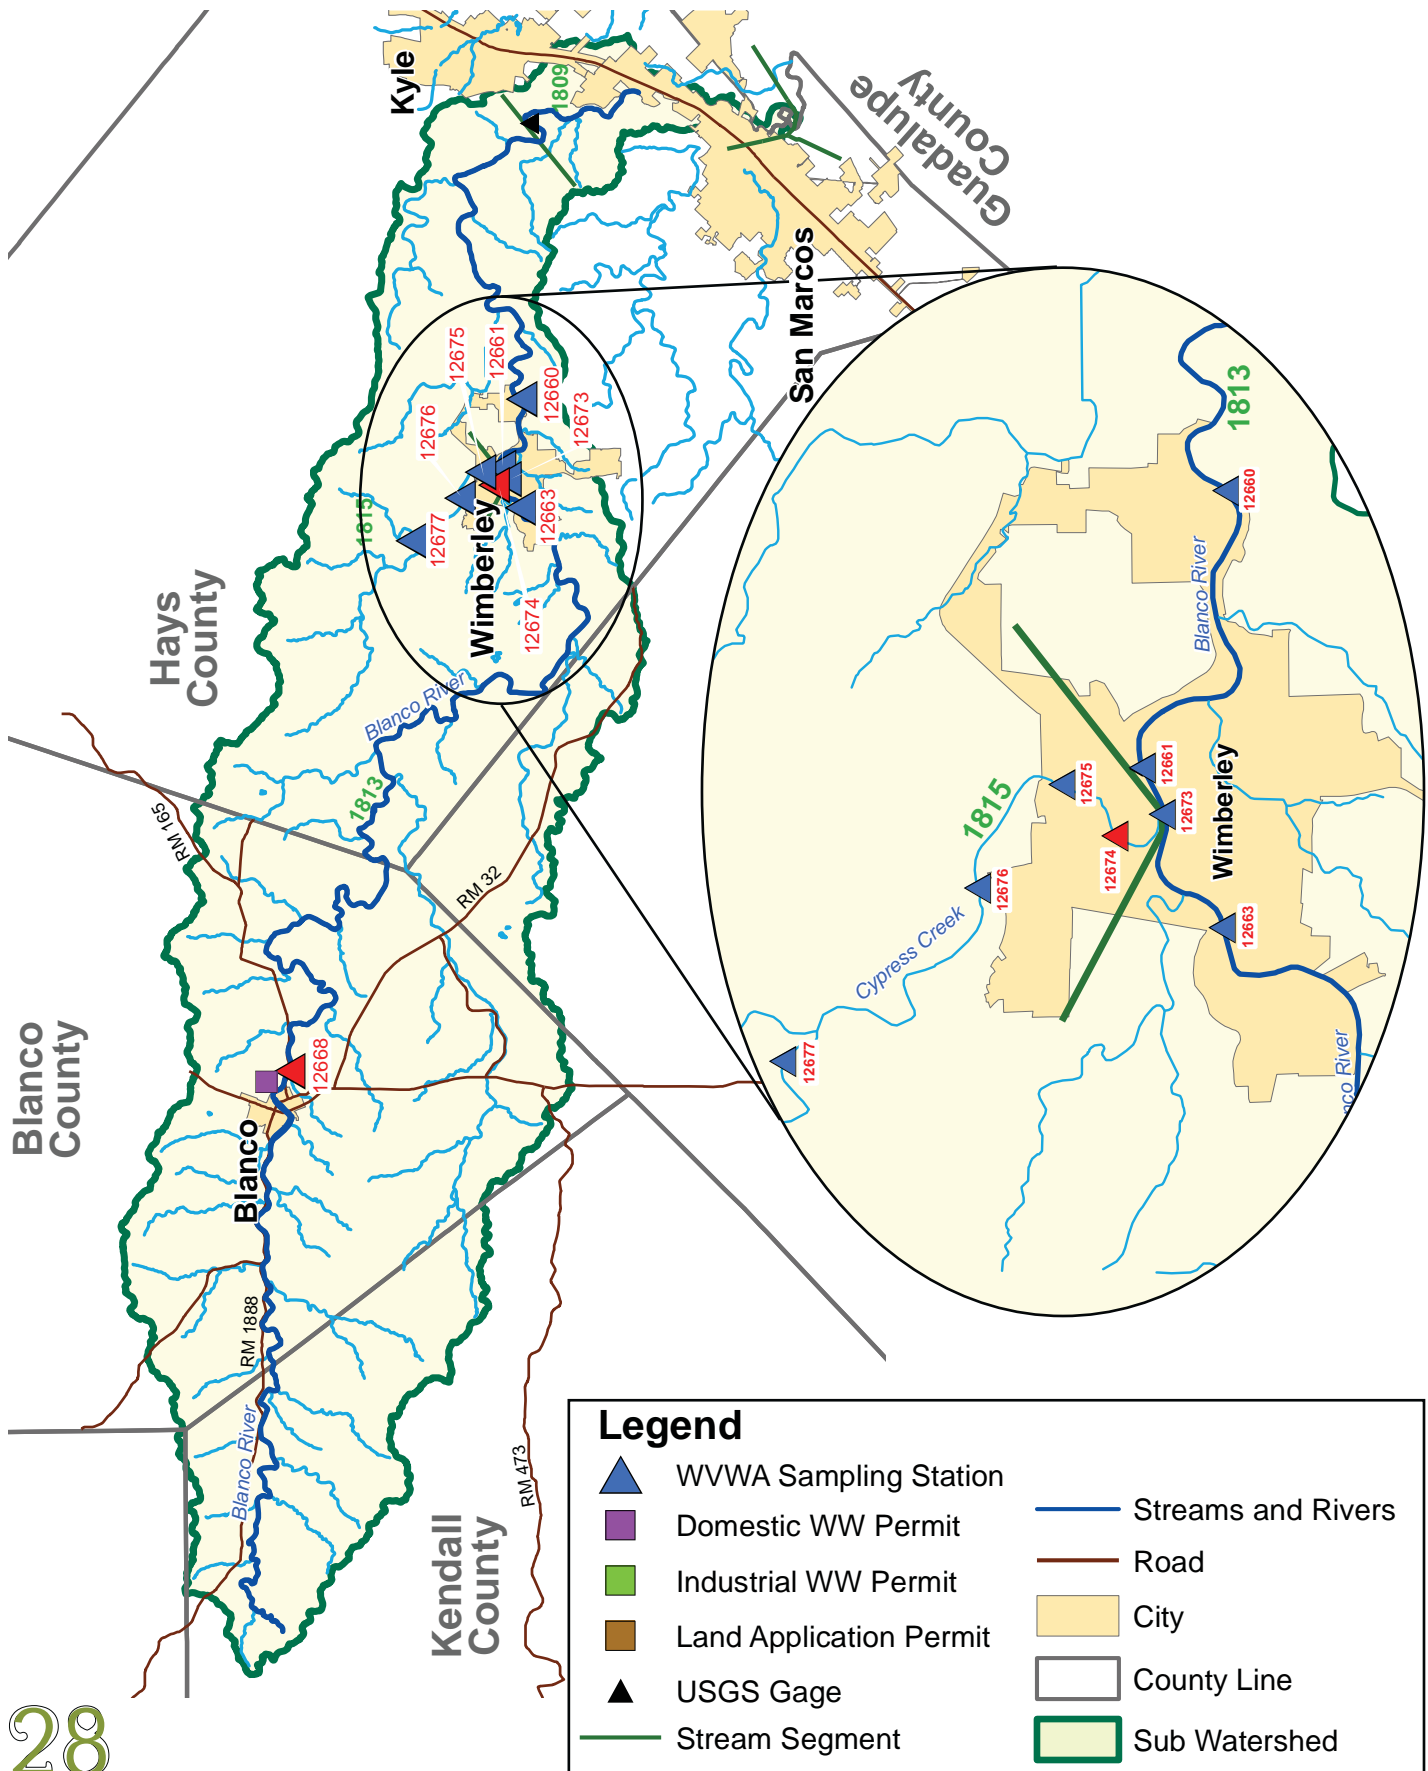 Kyle
1809
Guadalupe
County
San Marcos
12675
12661
12660
12673
12676
1815
12677
12663
Wimberley
12674
Hays
County
Blanco River
1813
RM 165
RM 32
Blanco
County
12668
Blanco
RM 1888
Blanco River
RM 473
Kendall
County
1813
12660
Blanco River
12661
12675
12673
Wimberley
1815
12674
12676
12663
Cypress Creek
12677
nco River
Legend
WVWA Sampling Station
Domestic WW Permit
Industrial WW Permit
Land Application Permit
USGS Gage
Stream Segment
Streams and Rivers
Road
City
County Line
Sub Watershed
28